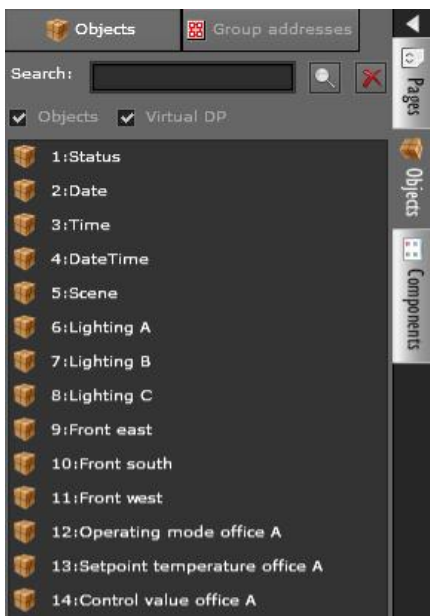 Objects
Group addresses
Search:
Objects
Virtual DP
1:Status
2:Date
3:Time
4:DateTime
5:Scene
6:Lighting A
7:Lighting B
8:Lighting C
9:Front east
10:Front south
11:Front west
12:Operating mode office A
13:Setpoint temperature office A
14:Control value office A
Pages
Objects
Components